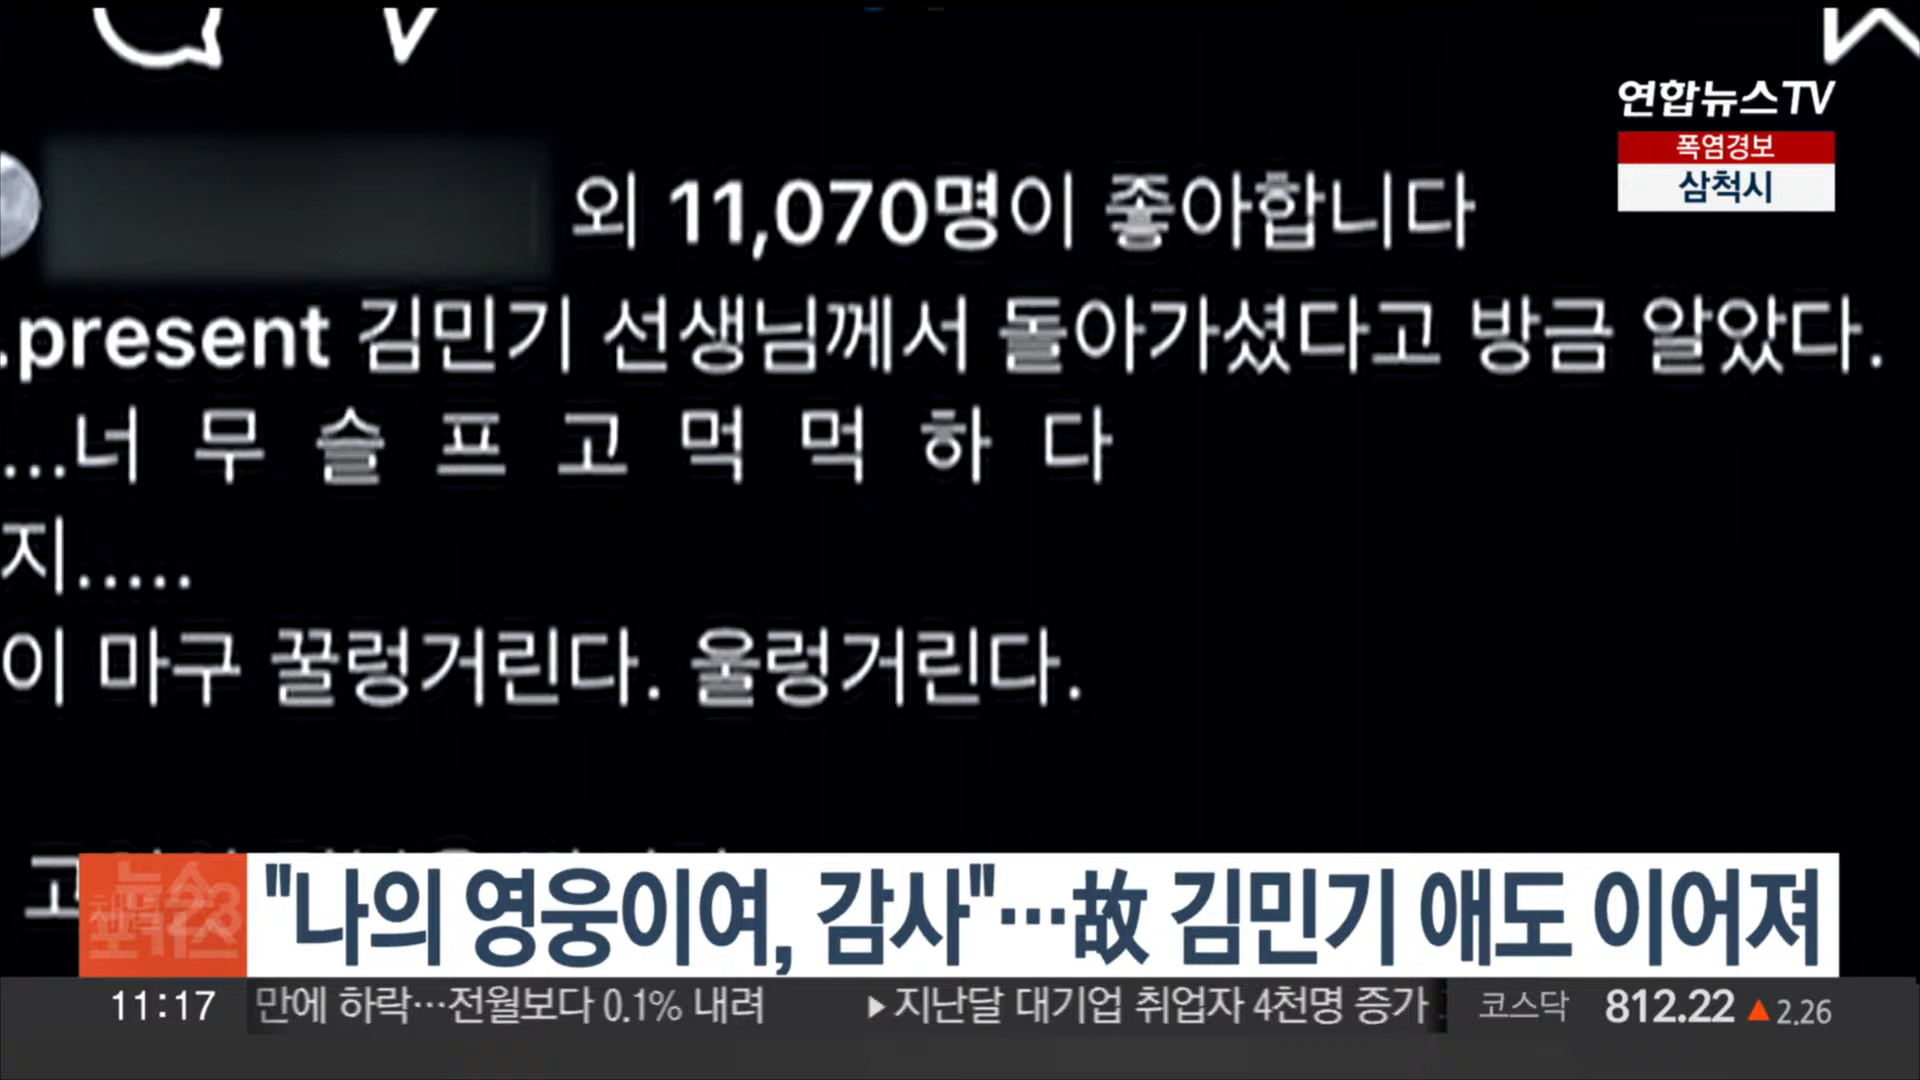 연합뉴스TV
폭염경보
삼척시
외 11,070명이 좋아합니다
.present 김민기 선생님께서 돌아가셨다고 방금 알았다.
...너 무 슬 프 고 먹 먹 하 다
지.....
이 마구 꿀렁거린다. 울렁거린다.
"나의 영웅이여, 감사"…故 김민기 애도 이어져
11:17 만에 하락…전월보다 0.1% 내려 ▶지난달 대기업 취업자 4천명 증가 코스닥 812.22 ▲2.26